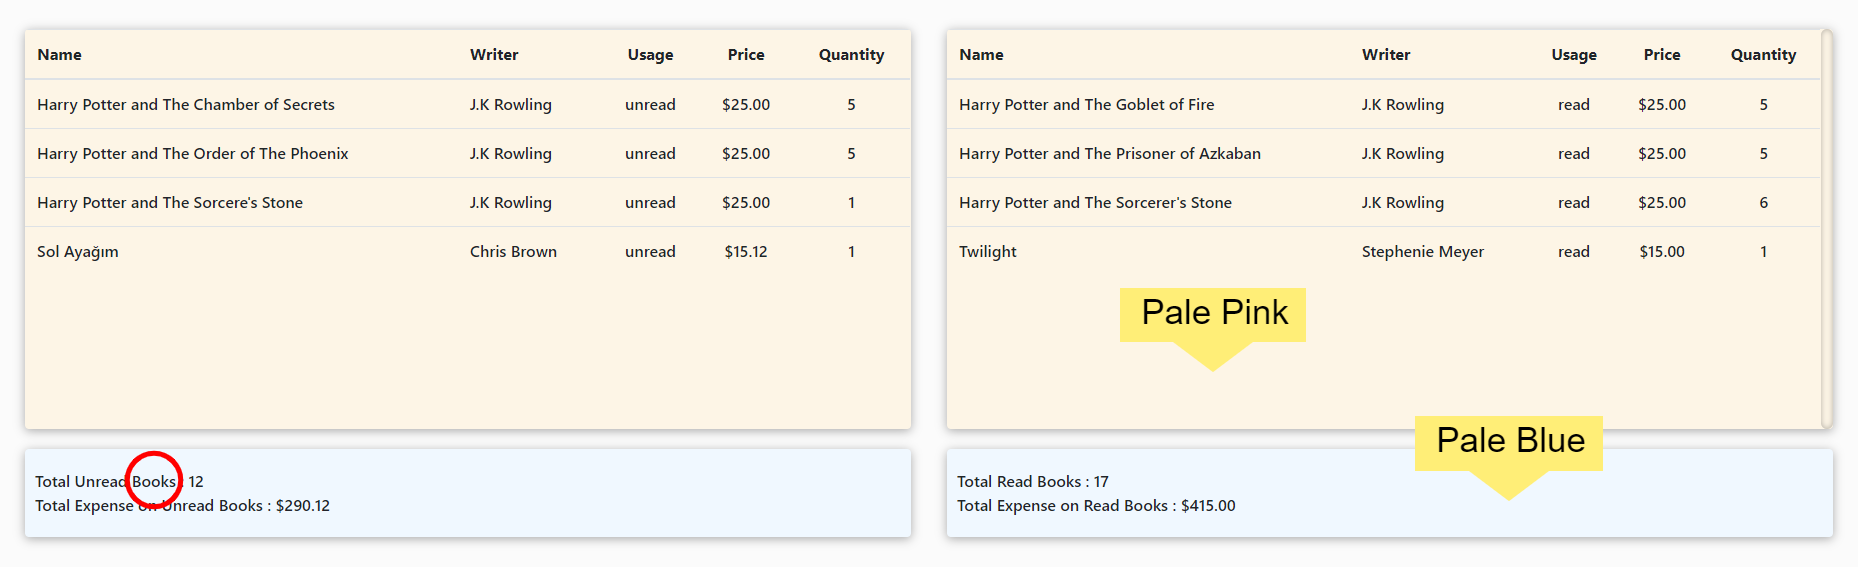 Name Writer Usage Price Quantity
Harry Potter and The Chamber of Secrets J.K Rowling unread $25.00 5
Harry Potter and The Order of The Phoenix J.K Rowling unread $25.00 5
Harry Potter and The Sorcere's Stone J.K Rowling unread $25.00 1
Sol Ayağım Chris Brown unread $15.12 1
Total Unread Books : 12
Total Expense on Unread Books : $290.12
Name Writer Usage Price Quantity
Harry Potter and The Goblet of Fire J.K Rowling read $25.00 5
Harry Potter and The Prisoner of Azkaban J.K Rowling read $25.00 5
Harry Potter and The Sorcerer's Stone J.K Rowling read $25.00 6
Twilight Stephenie Meyer read $15.00 1
Pale Pink
Pale Blue
Total Read Books : 17
Total Expense on Read Books : $415.00